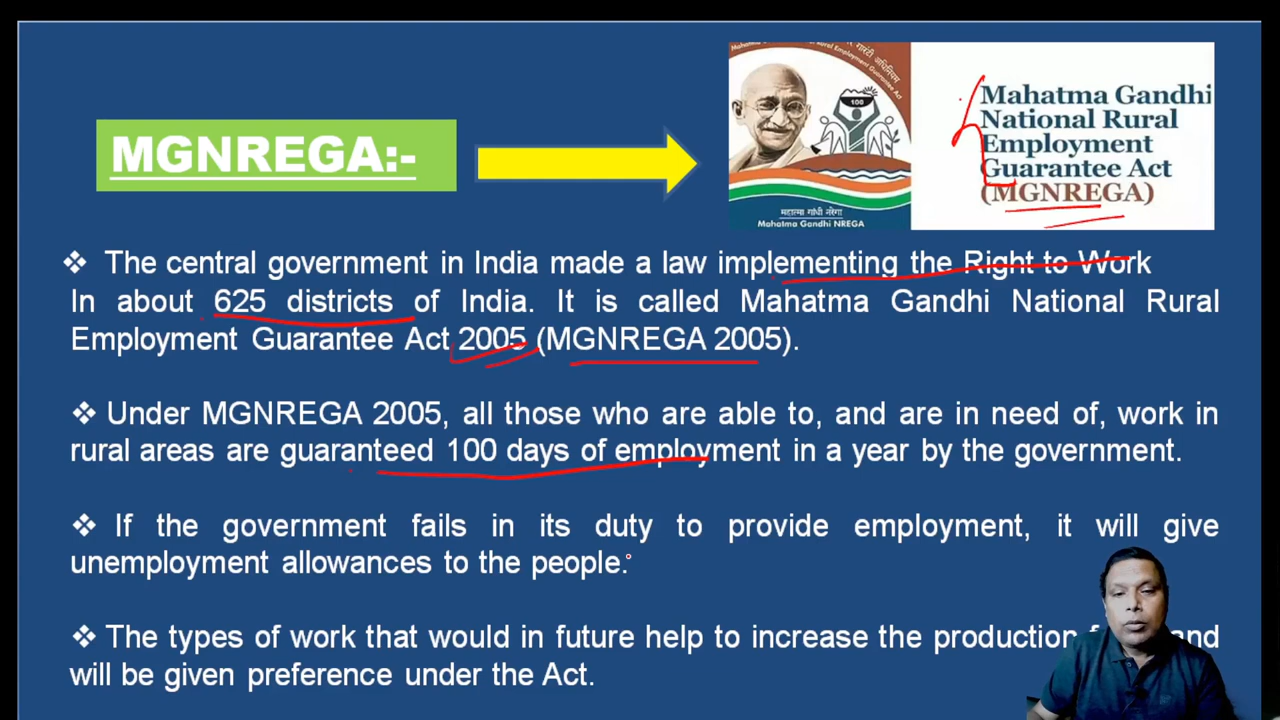 Mahatma Gandhi
National Rural
Employment
Guarantee Act
(MGNREGA)
महात्मा गांधी नरेगा
Mahatma Gandhi NREGA
100
MGNREGA:-
❖ The central government in India made a law implementing the Right to Work
In about 625 districts of India. It is called Mahatma Gandhi National Rural
Employment Guarantee Act 2005 (MGNREGA 2005).
❖ Under MGNREGA 2005, all those who are able to, and are in need of, work in
rural areas are guaranteed 100 days of employment in a year by the government.
❖ If the government fails in its duty to provide employment, it will give
unemployment allowances to the people.
❖ The types of work that would in future help to increase the production
will be given preference under the Act.